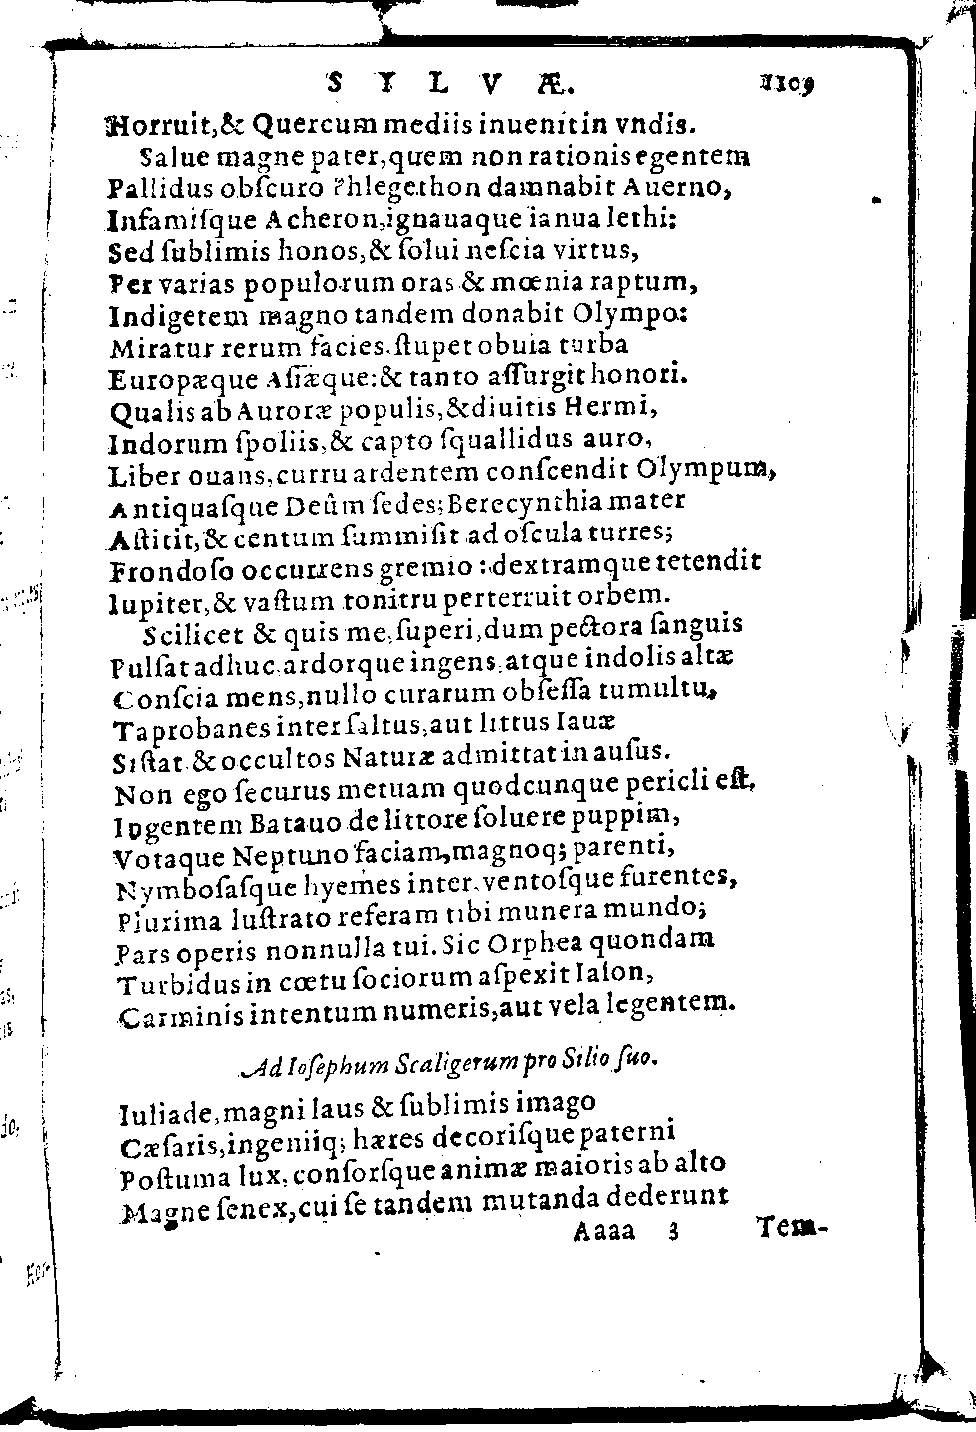 SYLVÆ. 1109
Horruit, & Quercum mediis inuenit in vndis.
Salue magne pater, quem non rationis egentem
Pallidus obſcuro Phlegethon damnabit Auerno,
Infamiſque Acheron, ignauaque ianua lethi:
Sed ſublimis honos, & ſolui neſcia virtus,
Per varias populorum oras & mœnia raptum,
Indigetem magno tandem donabit Olympo:
Miratur rerum facies. ſtupet obuia turba
Europæque Aſiæque: & tanto aſſurgit honori.
Qualis ab Auroræ populis, & diuitis Hermi,
Indorum ſpoliis, & capto ſquallidus auro,
Liber ouans, curru ardentem conſcendit Olympum,
Antiquaſque Deûm ſedes; Berecynthia mater
Aſtitit, & centum ſummiſit ad oſcula turres;
Frondoſo occurrens gremio: dextramque tetendit
Iupiter, & vaſtum tonitru perterruit orbem.
Scilicet & quis me, ſuperi, dum pectora ſanguis
Pulſat adhuc, ardorque ingens, atque indolis altæ
Conſcia mens, nullo curarum obſeſſa tumultu,
Taprobanes inter ſaltus, aut littus Iauæ
Siſtat & occultos Naturæ admittat in auſus.
Non ego ſecurus metuam quodcunque pericli eſt,
Ingentem Batauo de littore ſoluere puppim,
Votaque Neptuno faciam, magnoq; parenti,
Nymboſaſque hyemes inter, ventoſque furentes,
Plurima luſtrato referam tibi munera mundo;
Pars operis nonnulla tui. Sic Orphea quondam
Turbidus in cœtu ſociorum aſpexit Iaſon,
Carminis intentum numeris, aut vela legentem.
Ad Ioſephum Scaligerum pro Silio ſuo.
Iuliade, magni laus & ſublimis imago
Cæſaris, ingeniiq; hæres decoriſque paterni
Poſtuma lux, conſorſque animæ maioris ab alto
Magne ſenex, cui ſe tandem mutanda dederunt
Aaaa 3 Tem-